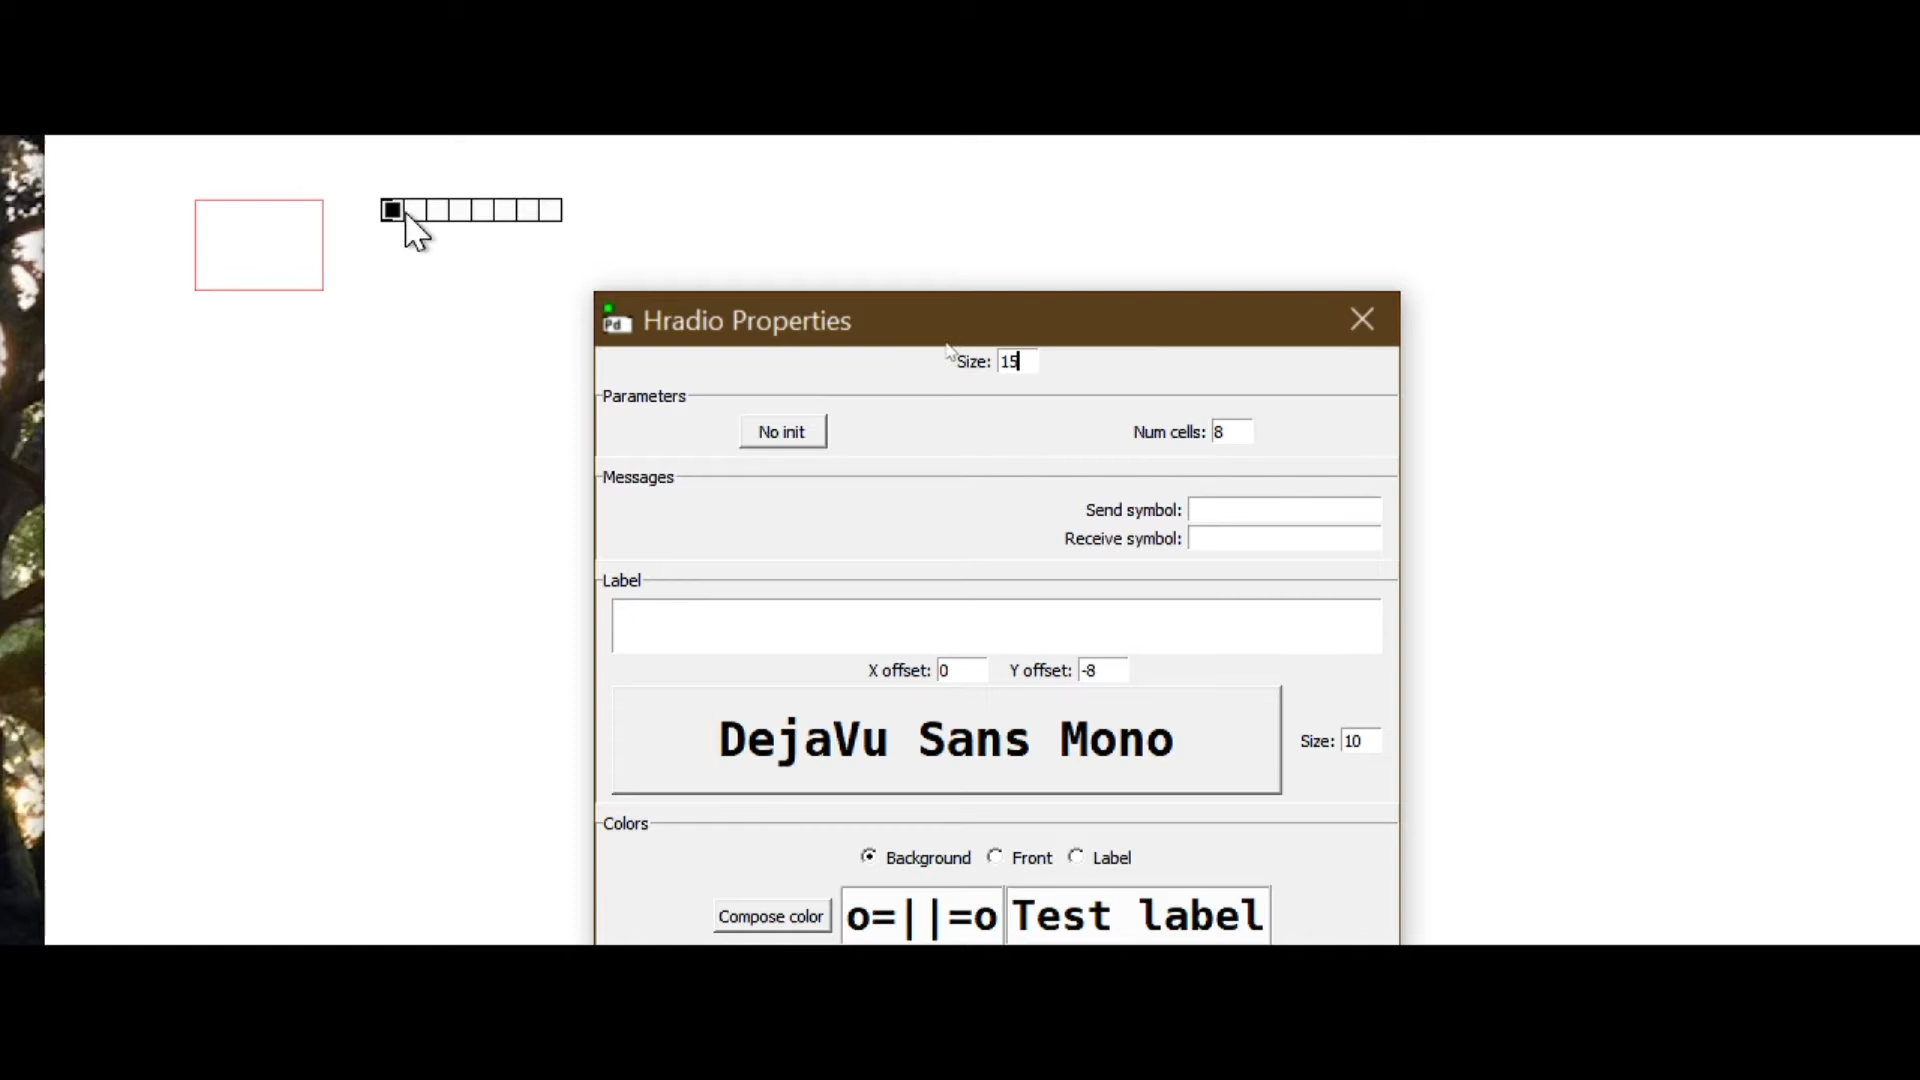 Pd Hradio Properties
Size: 15
Parameters
No init Num cells: 8
Messages
Send symbol:
Receive symbol:
Label
X offset: 0 Y offset: -8
DejaVu Sans Mono Size: 10
Colors
Background Front Label
Compose color o=||=o Test label